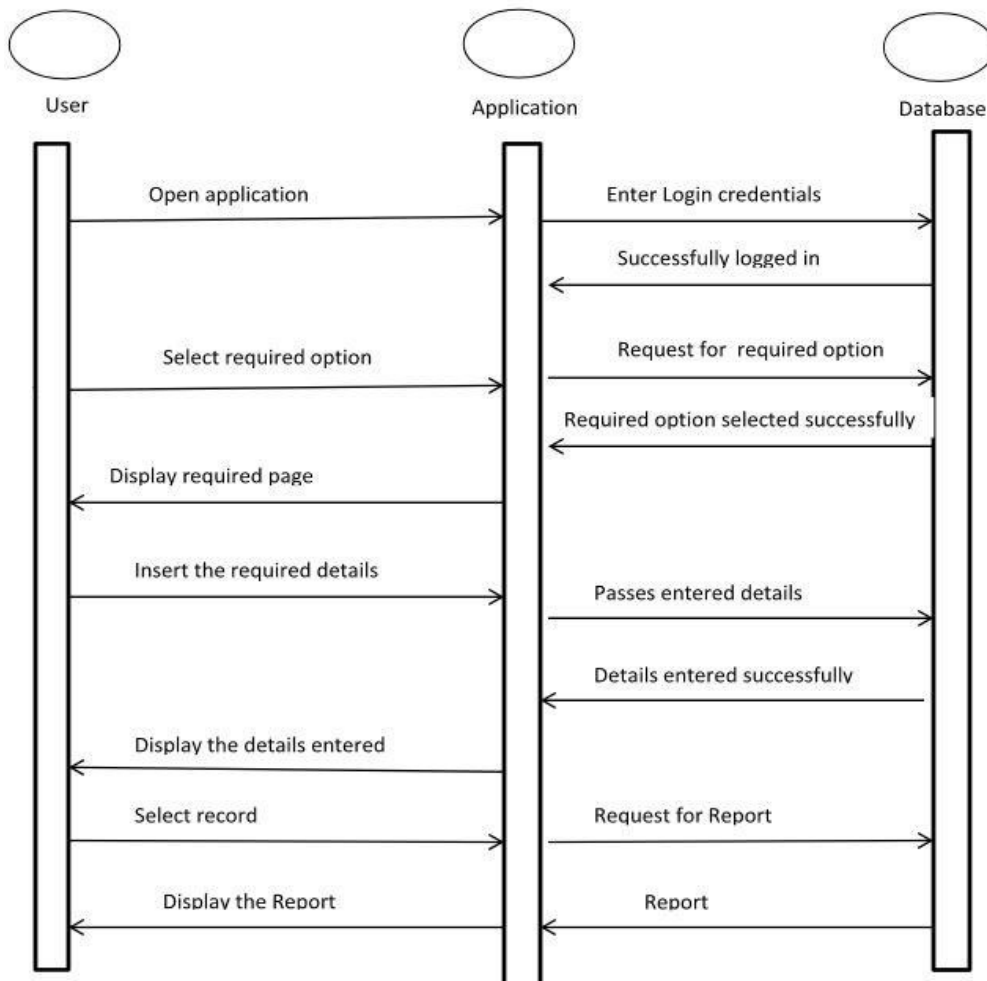 User
Application
Database
Open application
Enter Login credentials
Successfully logged in
Select required option
Request for required option
Required option selected successfully
Display required page
Insert the required details
Passes entered details
Details entered successfully
Display the details entered
Select record
Request for Report
Display the Report
Report